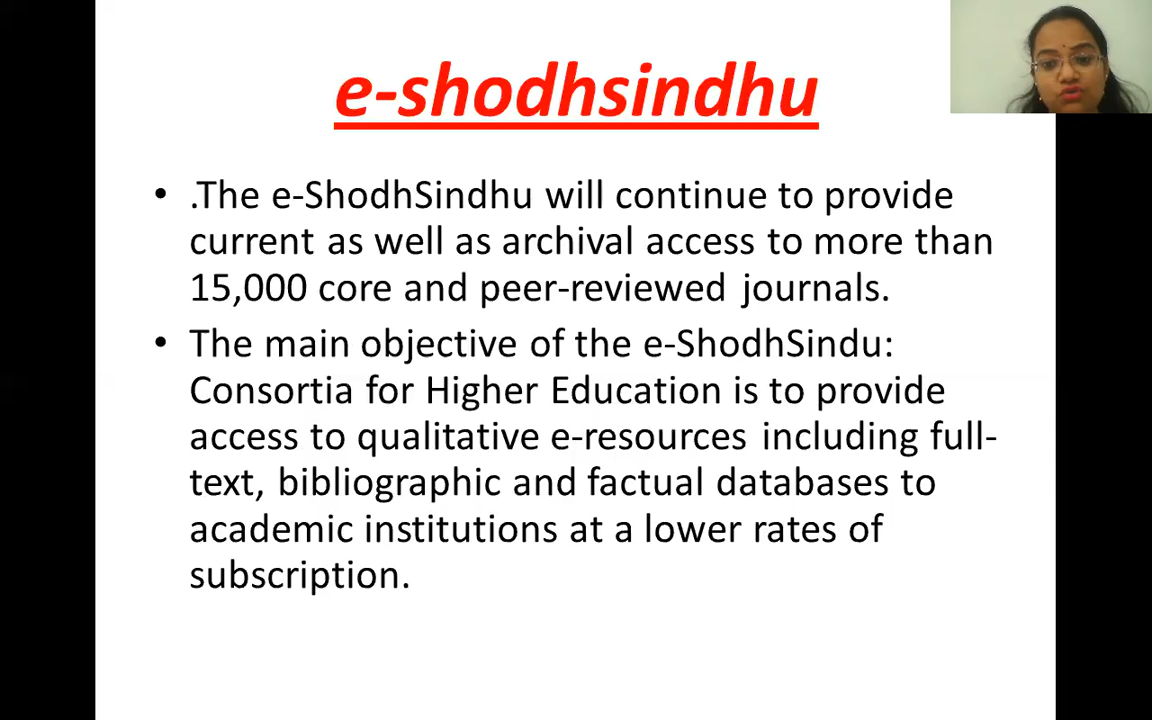 e-shodhsindhu
• .The e-ShodhSindhu will continue to provide
current as well as archival access to more than
15,000 core and peer-reviewed journals.
• The main objective of the e-ShodhSindu:
Consortia for Higher Education is to provide
access to qualitative e-resources including full-
text, bibliographic and factual databases to
academic institutions at a lower rates of
subscription.